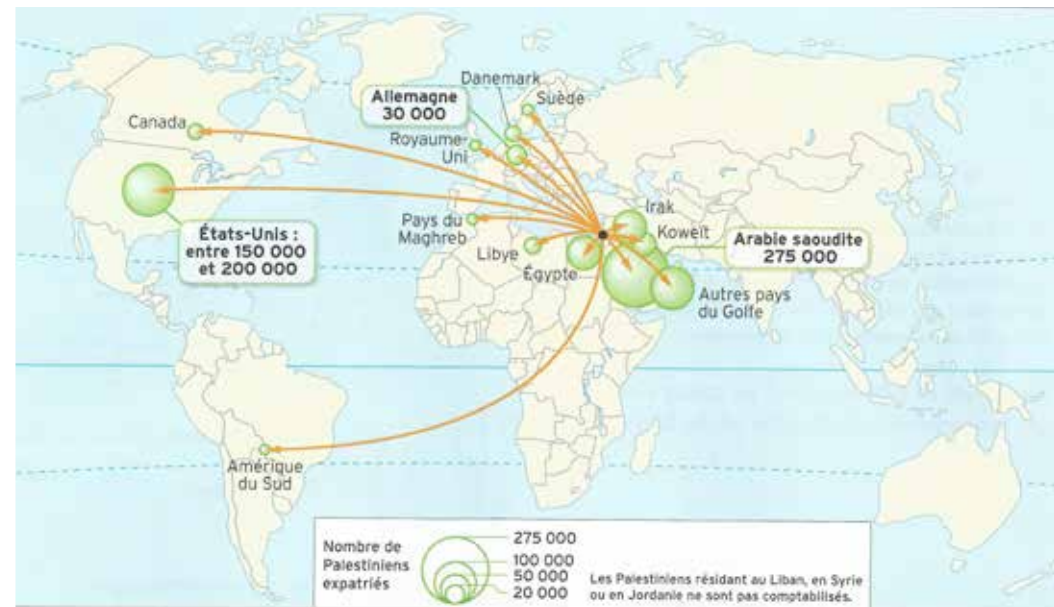 Danemark
Allemagne
30 000
Suède
Canada
Royaume-
Uni
États-Unis :
entre 150 000
et 200 000
Pays du
Maghreb
Libye
Égypte
Irak
Koweït
Arabie saoudite
275 000
Autres pays
du Golfe
Amérique
du Sud
Nombre de
Palestiniens
expatriés
275 000
100 000
50 000
20 000
Les Palestiniens résidant au Liban, en Syrie
ou en Jordanie ne sont pas comptabilisés.